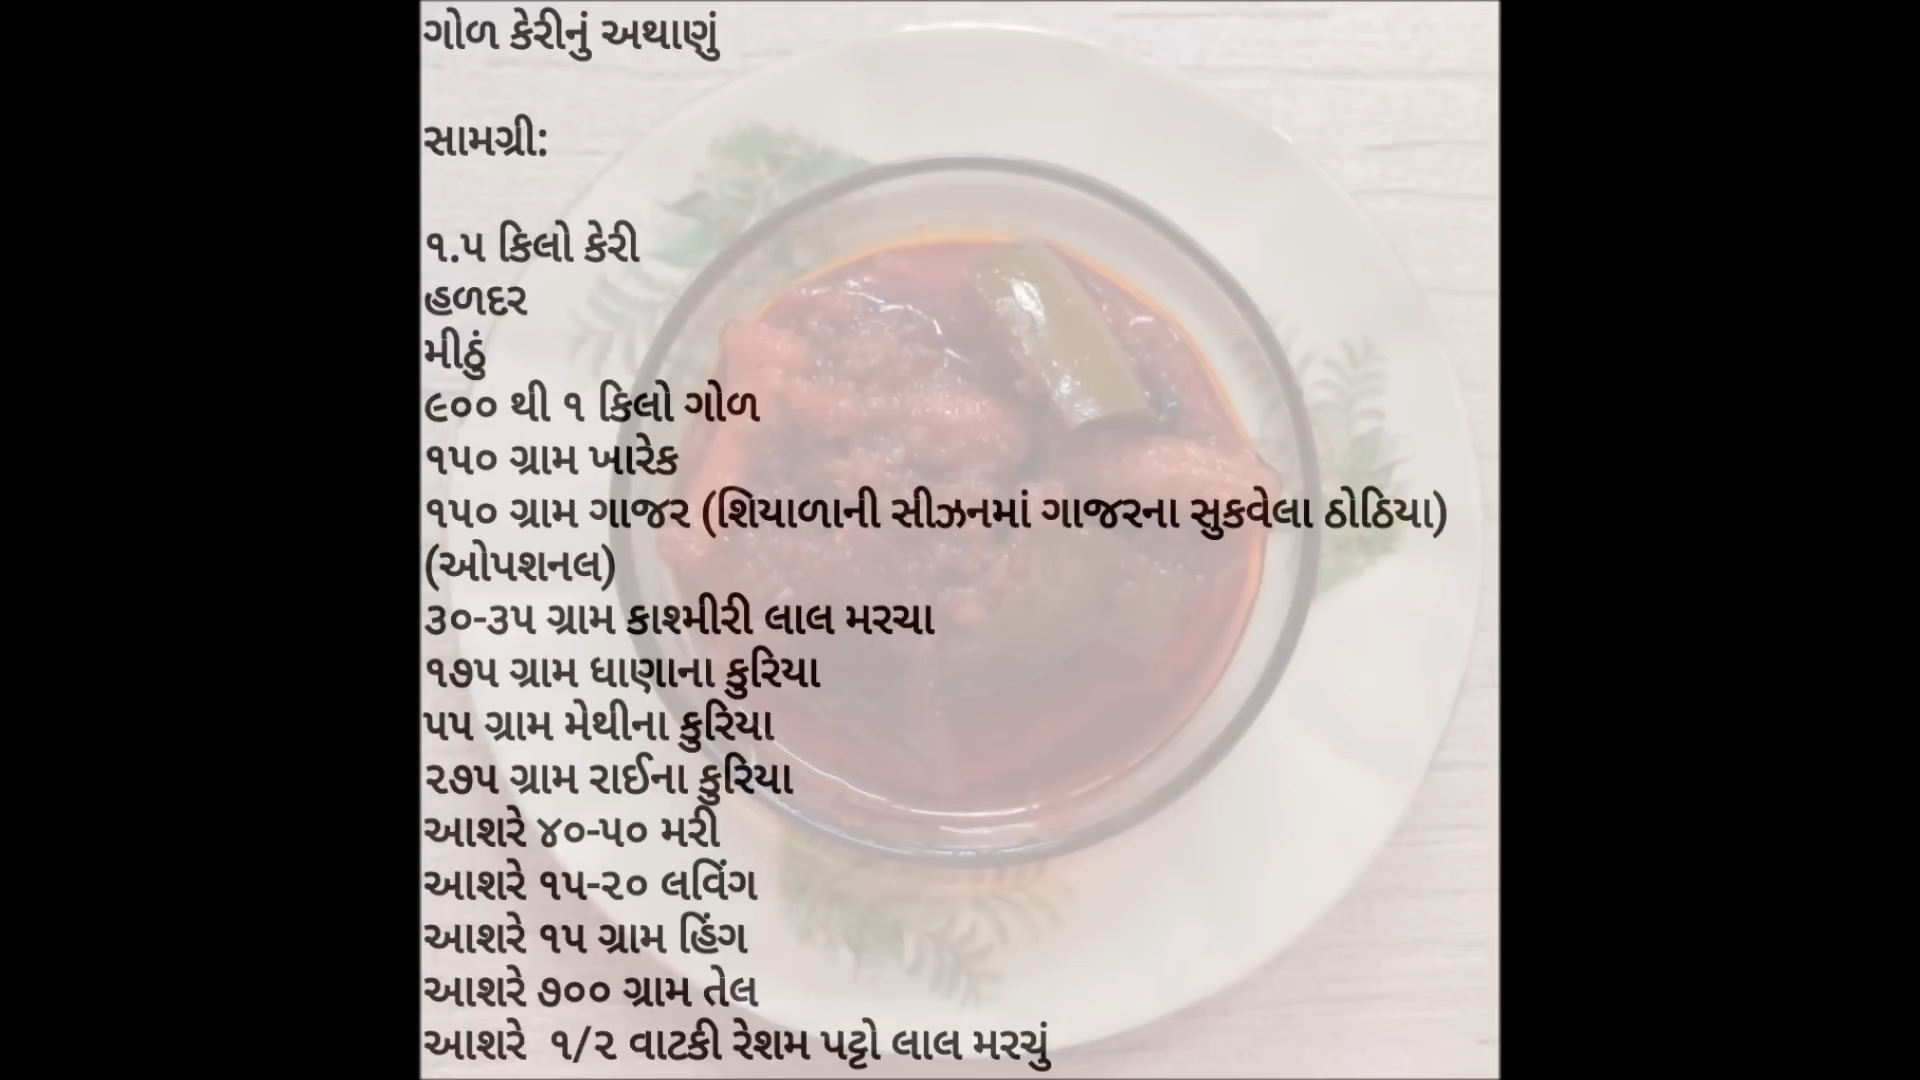 ગોળ કેરીનું અથાણું
સામગ્રી:
૧.૫ કિલો કેરી
હળદર
મીઠું
૯૦૦ થી ૧ કિલો ગોળ
૧૫૦ ગ્રામ ખારેક
૧૫૦ ગ્રામ ગાજર (શિયાળાની સીઝનમાં ગાજરના સુકવેલા ઠોઠિયા)
(ઓપશનલ)
૩૦-૩૫ ગ્રામ કાશ્મીરી લાલ મરચા
૧૭૫ ગ્રામ ધાણાના કુરિયા
૫૫ ગ્રામ મેથીના કુરિયા
૨૭૫ ગ્રામ રાઈના કુરિયા
આશરે ૪૦-૫૦ મરી
આશરે ૧૫-૨૦ લવિંગ
આશરે ૧૫ ગ્રામ હિંગ
આશરે ૭૦૦ ગ્રામ તેલ
આશરે ૧/૨ વાટકી રેશમ પટ્ટો લાલ મરચું